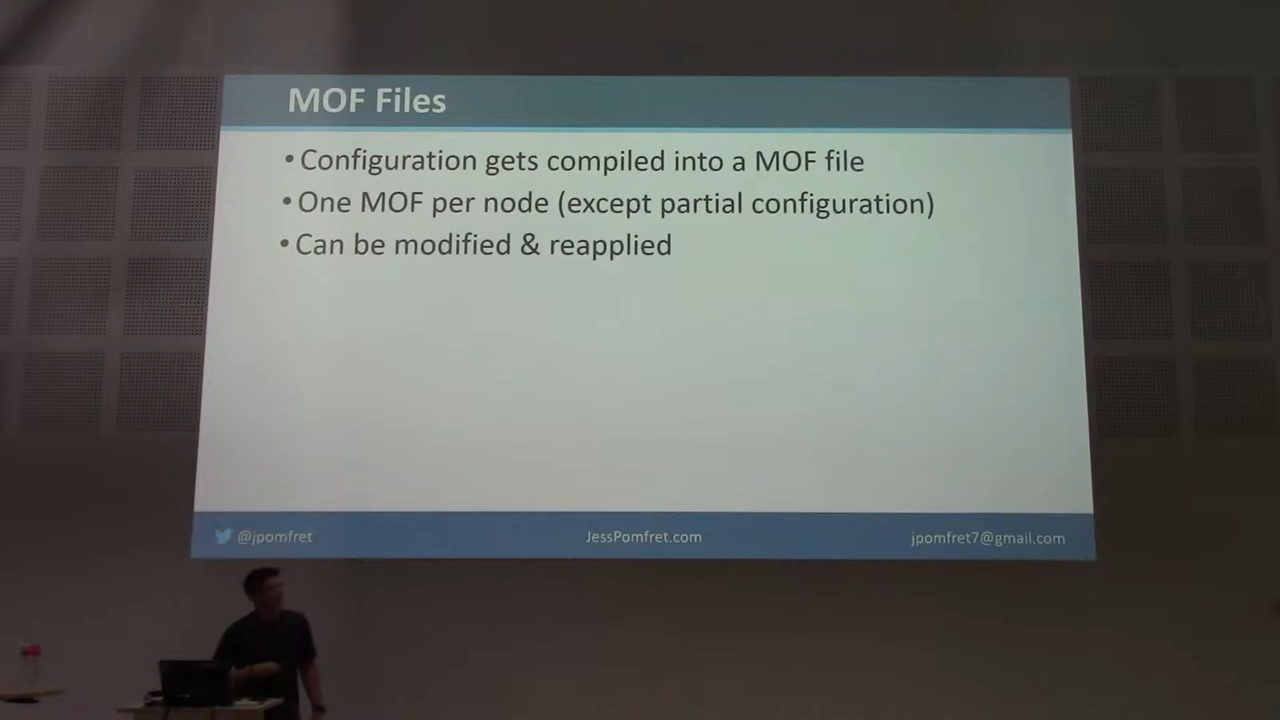 MOF Files
• Configuration gets compiled into a MOF file
• One MOF per node (except partial configuration)
• Can be modified & reapplied
@jpomfret JessPomfret.com jpomfret7@gmail.com